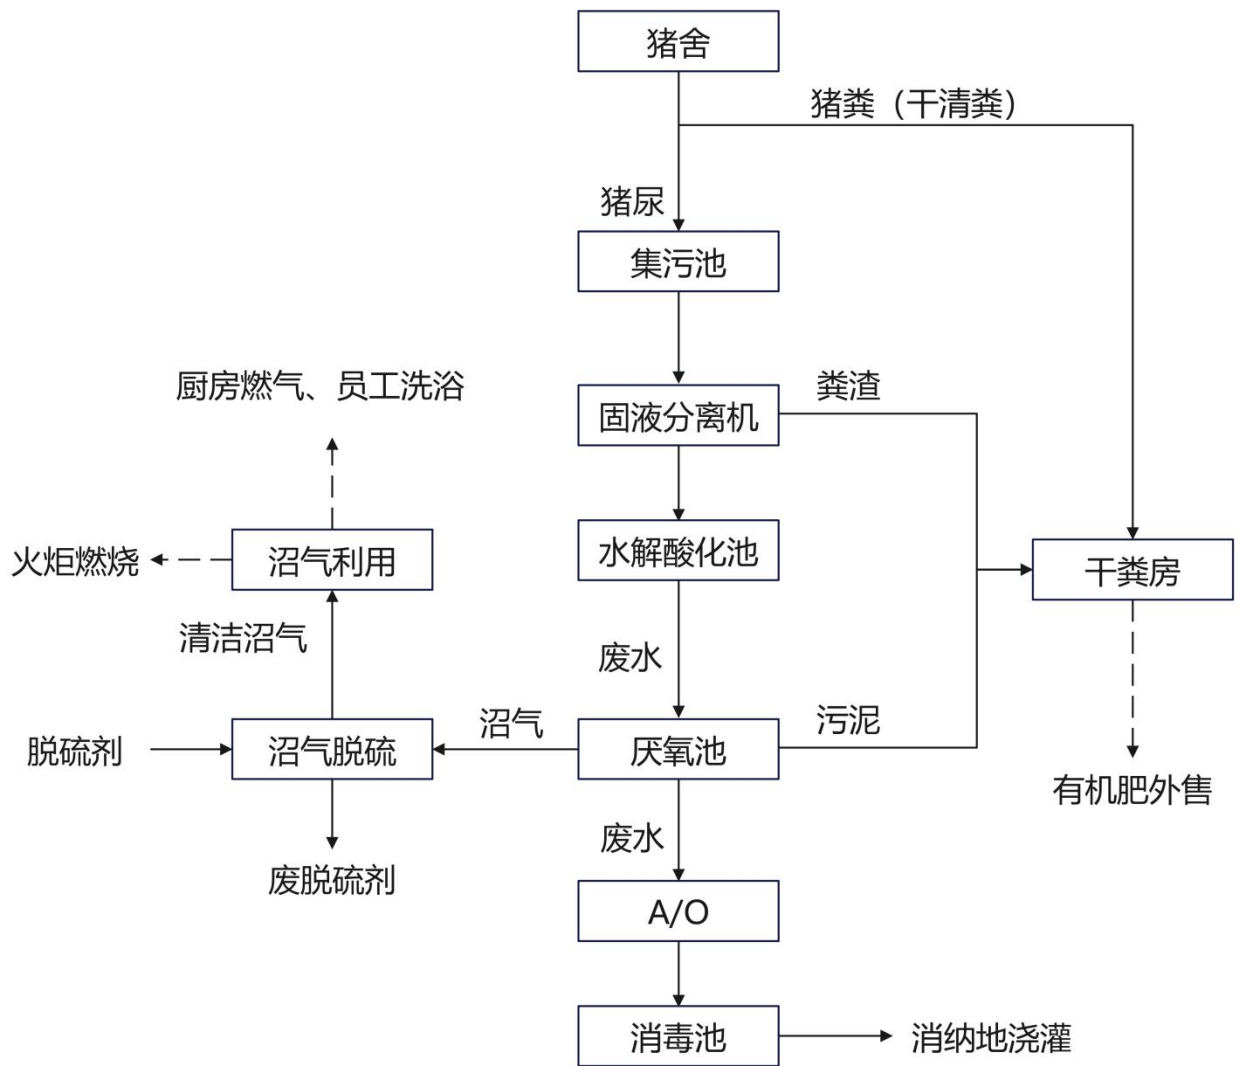 猪舍
猪粪（干清粪）
猪尿
集污池
厨房燃气、员工洗浴
粪渣
固液分离机
火炬燃烧
沼气利用
水解酸化池
干粪房
清洁沼气
废水
沼气
污泥
脱硫剂
沼气脱硫
厌氧池
有机肥外售
废水
废脱硫剂
A/O
消毒池
消纳地浇灌